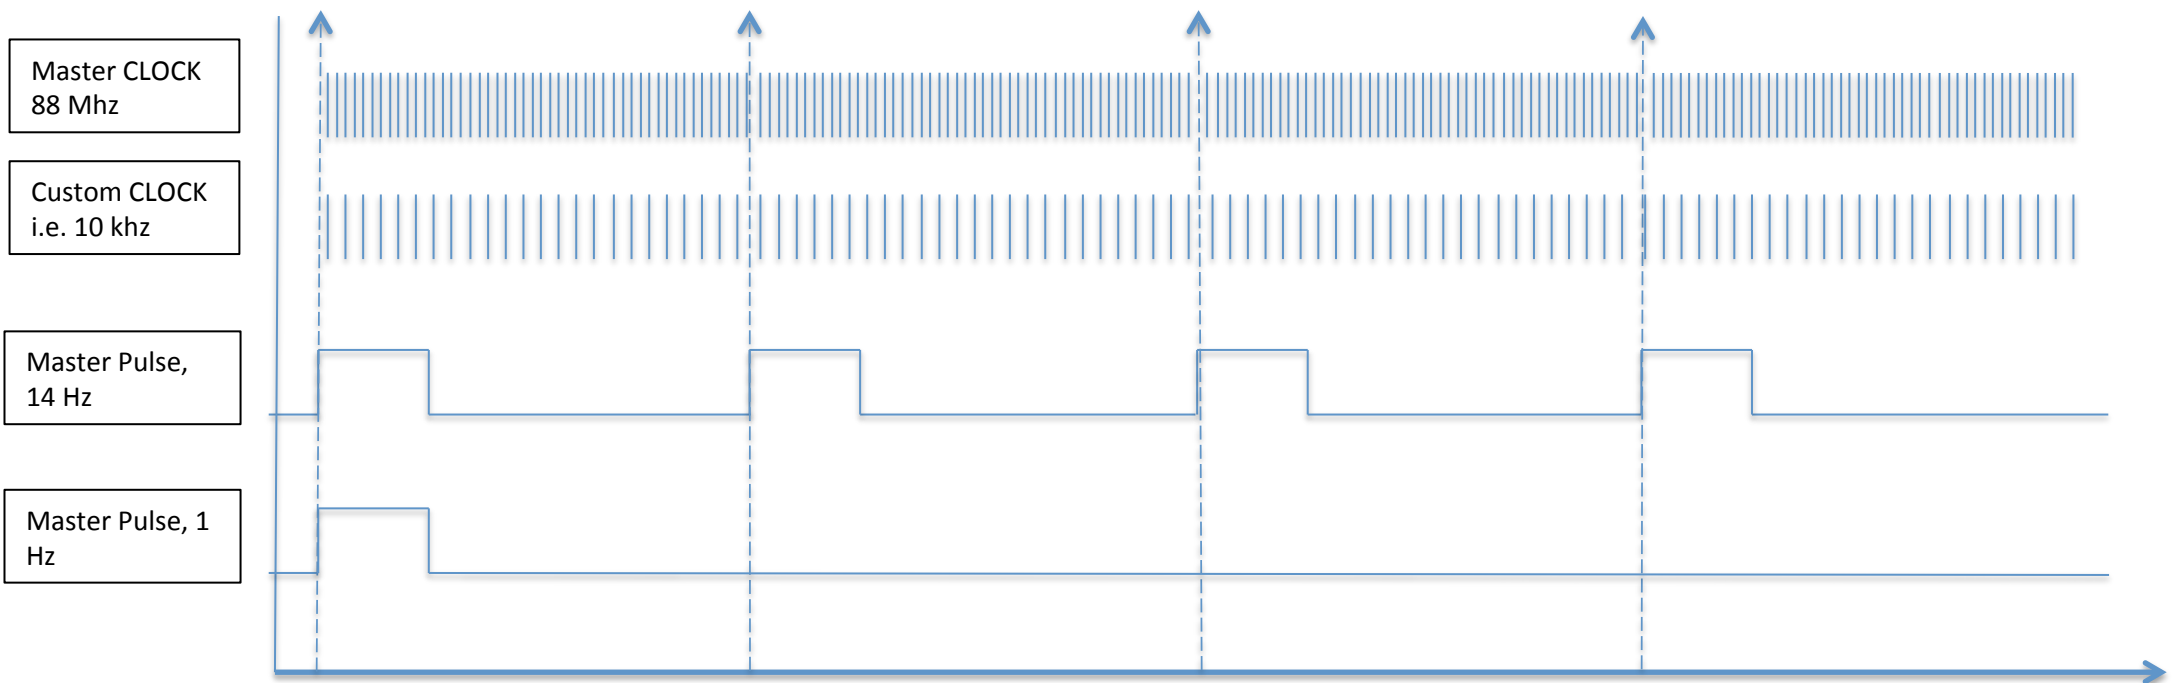 Master CLOCK
88 Mhz
Custom CLOCK
i.e. 10 khz
Master Pulse,
14 Hz
Master Pulse, 1
Hz